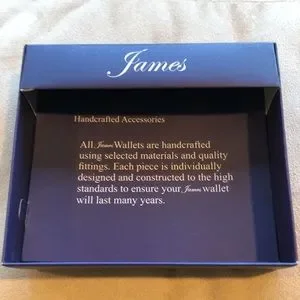 James
Handcrafted Accessories
All James Wallets are handcrafted
using selected materials and quality
fittings. Each piece is individually
designed and constructed to the high
standards to ensure your James wallet
will last many years.